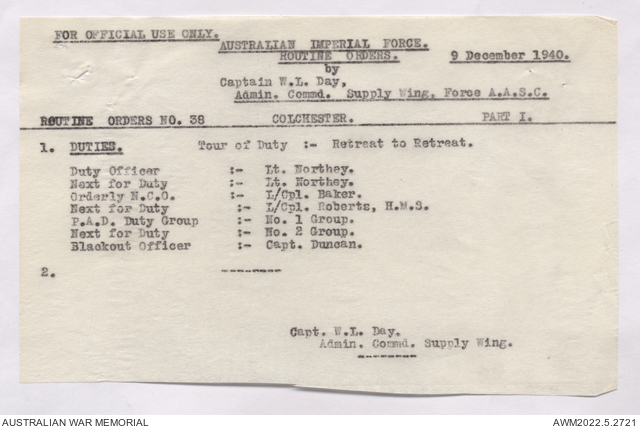 FOR OFFICIAL USE ONLY.
AUSTRALIAN IMPERIAL FORCE.
ROUTINE ORDERS. 9 December 1940.
by
Captain W.L. Day,
Admin. Commd. Supply Wing, Force A.A.S.C.
ROUTINE ORDERS NO. 38 COLCHESTER. PART I.
1. DUTIES. Tour of Duty :- Retreat to Retreat.
Duty Officer :- Lt. Northey.
Next for Duty :- Lt. Northey.
Orderly N.C.O. :- L/Cpl. Baker.
Next for Duty :- L/Cpl. Roberts, H.M.S.
P.A.D. Duty Group :- No. 1 Group.
Next for Duty :- No. 2 Group.
Blackout Officer :- Capt. Duncan.
2. --------
Capt. W.L. Day.
Admin. Commd. Supply Wing.
--------
AUSTRALIAN WAR MEMORIAL AWM2022.5.2721